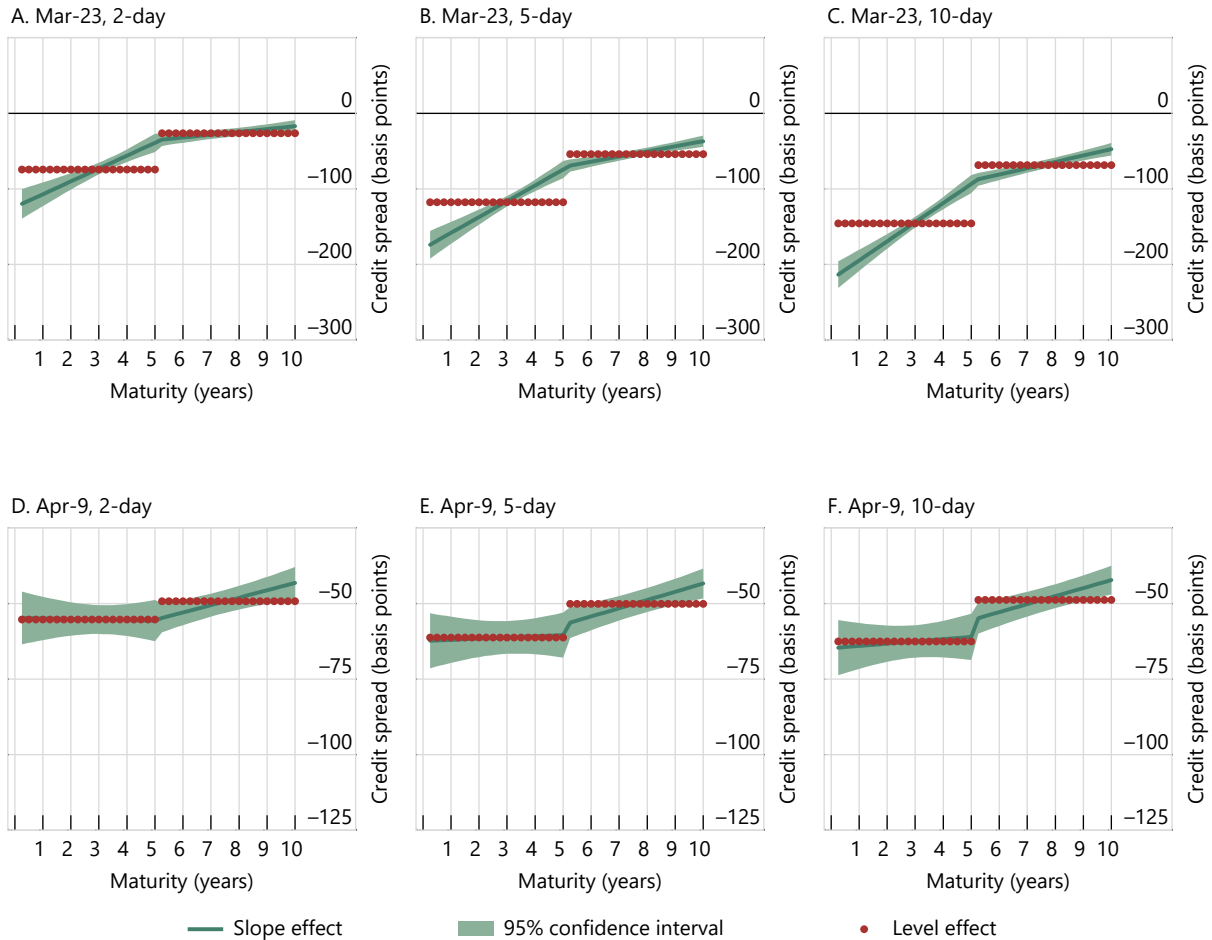 A. Mar-23, 2-day
B. Mar-23, 5-day
C. Mar-23, 10-day
0
–100
–200
–300
Credit spread (basis points)
1 2 3 4 5 6 7 8 9 10
Maturity (years)
0
–100
–200
–300
Credit spread (basis points)
1 2 3 4 5 6 7 8 9 10
Maturity (years)
0
–100
–200
–300
Credit spread (basis points)
1 2 3 4 5 6 7 8 9 10
Maturity (years)
D. Apr-9, 2-day
E. Apr-9, 5-day
F. Apr-9, 10-day
–50
–75
–100
–125
Credit spread (basis points)
1 2 3 4 5 6 7 8 9 10
Maturity (years)
–50
–75
–100
–125
Credit spread (basis points)
1 2 3 4 5 6 7 8 9 10
Maturity (years)
–50
–75
–100
–125
Credit spread (basis points)
1 2 3 4 5 6 7 8 9 10
Maturity (years)
Slope effect
95% confidence interval
Level effect